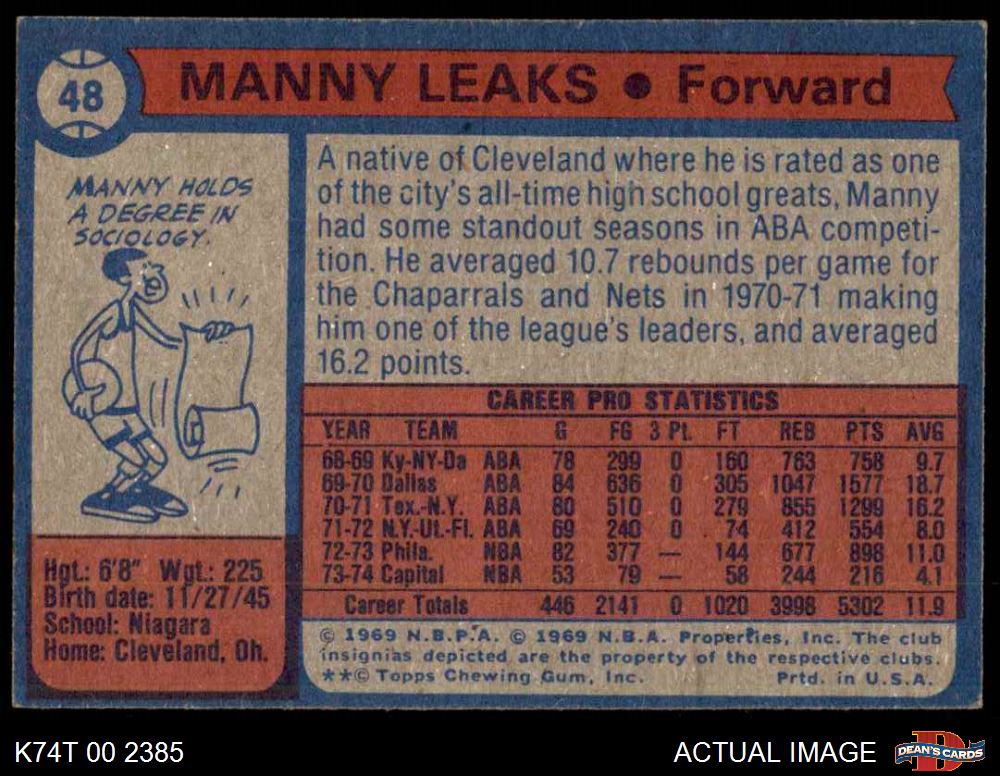 48
MANNY LEAKS ● Forward
MANNY HOLDS
A DEGREE IN
SOCIOLOGY.
A native of Cleveland where he is rated as one
of the city's all-time high school greats, Manny
had some standout seasons in ABA competi-
tion. He averaged 10.7 rebounds per game for
the Chaparrals and Nets in 1970-71 making
him one of the league's leaders, and averaged
16.2 points.
CAREER PRO STATISTICS
YEAR TEAM G FG 3 Pt. FT REB PTS AVG
68-69 Ky-NY-Da ABA 78 299 0 160 763 758 9.7
69-70 Dallas ABA 84 636 0 305 1047 1577 18.7
70-71 Tex.-N.Y. ABA 80 510 0 279 855 1299 16.2
71-72 N.Y.-Ut.-Fl. ABA 69 240 0 74 412 554 8.0
72-73 Phila. NBA 82 377 — 144 677 898 11.0
73-74 Capital NBA 53 79 — 58 244 216 4.1
Career Totals 446 2141 0 1020 3998 5302 11.9
Hgt.: 6'8" Wgt.: 225
Birth date: 11/27/45
School: Niagara
Home: Cleveland, Oh.
© 1969 N.B.P.A. © 1969 N.B.A. Properties, Inc. The club
insignias depicted are the property of the respective clubs.
**© Topps Chewing Gum, Inc. Prtd. in U.S.A.
K74T 00 2385
ACTUAL IMAGE
D
DEAN'S CARDS